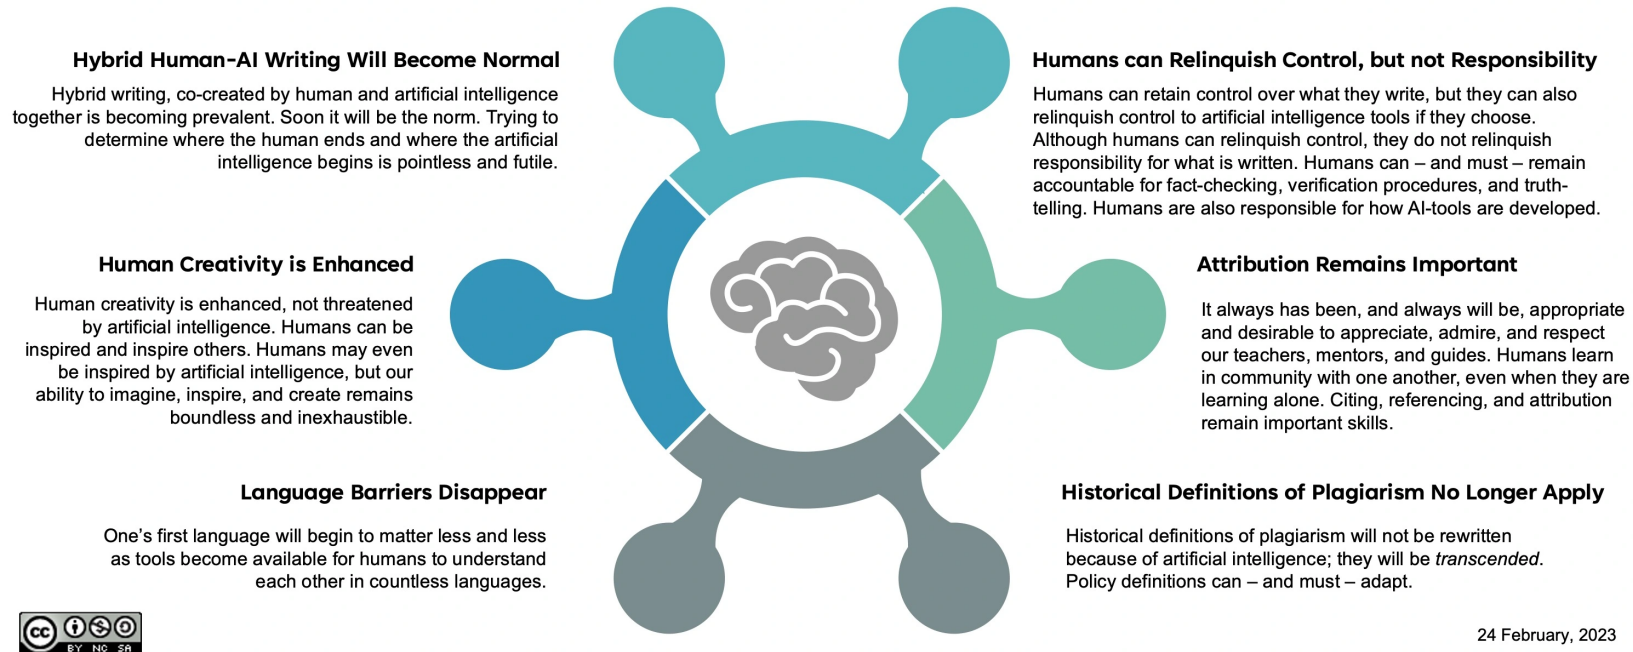 Hybrid Human-AI Writing Will Become Normal
Hybrid writing, co-created by human and artificial intelligence
together is becoming prevalent. Soon it will be the norm. Trying to
determine where the human ends and where the artificial
intelligence begins is pointless and futile.
Humans can Relinquish Control, but not Responsibility
Humans can retain control over what they write, but they can also
relinquish control to artificial intelligence tools if they choose.
Although humans can relinquish control, they do not relinquish
responsibility for what is written. Humans can – and must – remain
accountable for fact-checking, verification procedures, and truth-
telling. Humans are also responsible for how AI-tools are developed.
Human Creativity is Enhanced
Human creativity is enhanced, not threatened
by artificial intelligence. Humans can be
inspired and inspire others. Humans may even
be inspired by artificial intelligence, but our
ability to imagine, inspire, and create remains
boundless and inexhaustible.
Attribution Remains Important
It always has been, and always will be, appropriate
and desirable to appreciate, admire, and respect
our teachers, mentors, and guides. Humans learn
in community with one another, even when they are
learning alone. Citing, referencing, and attribution
remain important skills.
Language Barriers Disappear
One’s first language will begin to matter less and less
as tools become available for humans to understand
each other in countless languages.
Historical Definitions of Plagiarism No Longer Apply
Historical definitions of plagiarism will not be rewritten
because of artificial intelligence; they will be transcended.
Policy definitions can – and must – adapt.
cc
BY NC SA
24 February, 2023